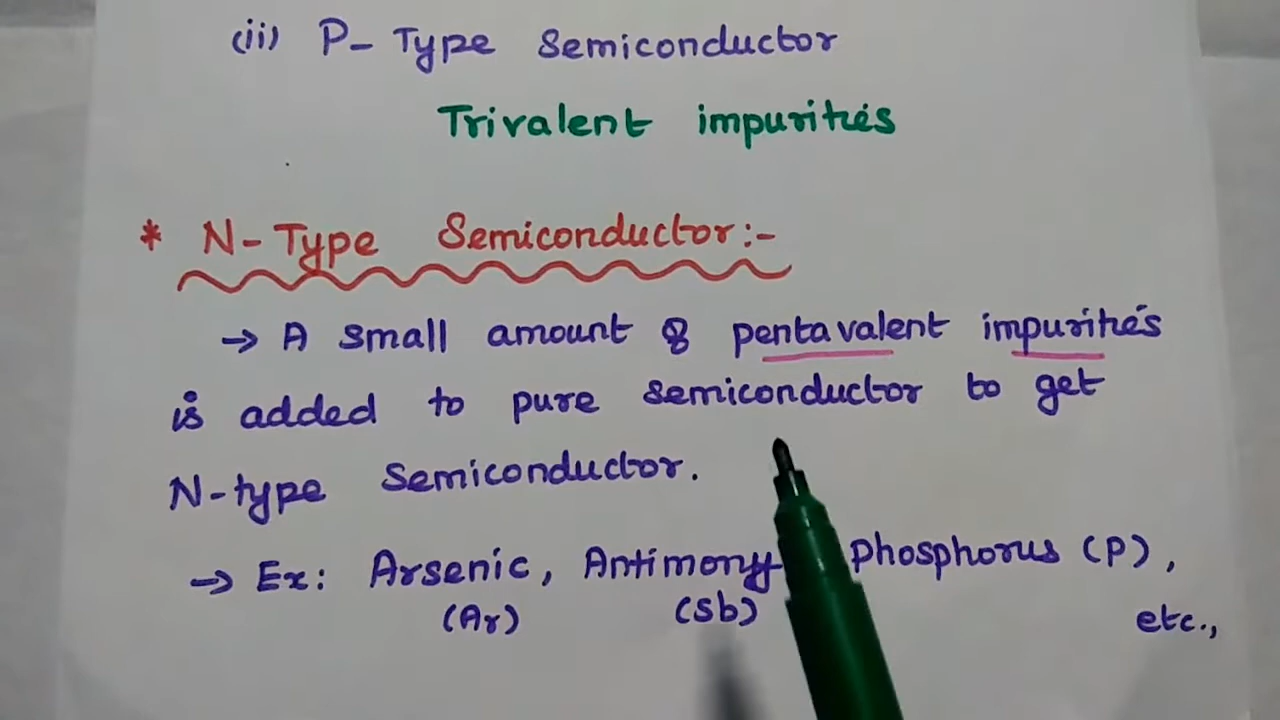 (ii) P- Type Semiconductor
Trivalent impurities
* N-Type Semiconductor:-
→ A small amount of pentavalent impurities
is added to pure semiconductor to get
N-type Semiconductor.
→ Ex: Arsenic, Antimony Phosphorus (P),
(Ar) (Sb) etc.,